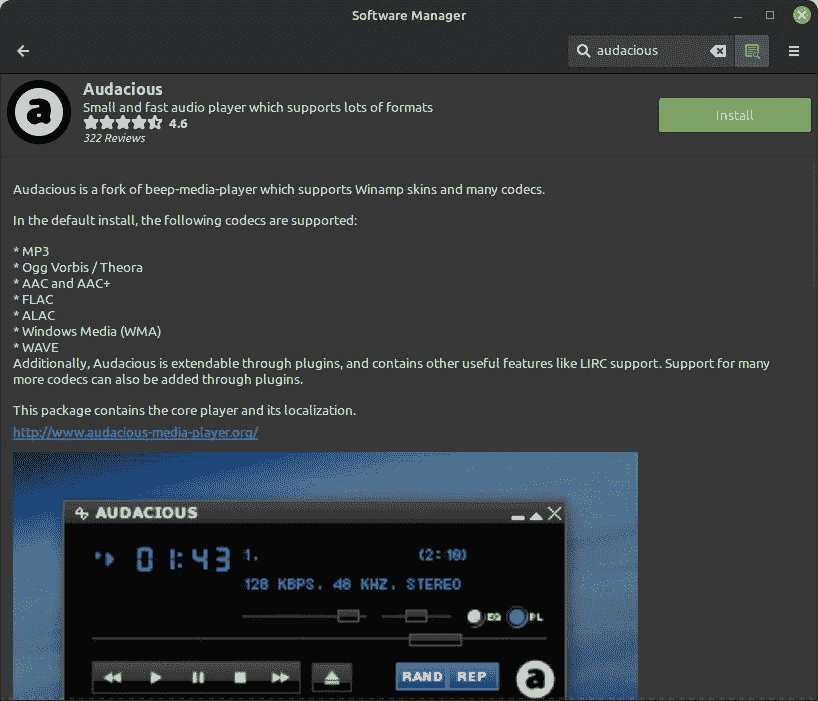 Software Manager
audacious
Audacious
Small and fast audio player which supports lots of formats
4.6
322 Reviews
Install
Audacious is a fork of beep-media-player which supports Winamp skins and many codecs.
In the default install, the following codecs are supported:
* MP3
* Ogg Vorbis / Theora
* AAC and AAC+
* FLAC
* ALAC
* Windows Media (WMA)
* WAVE
Additionally, Audacious is extendable through plugins, and contains other useful features like LIRC support. Support for many
more codecs can also be added through plugins.
This package contains the core player and its localization.
http://www.audacious-media-player.org/
AUDACIOUS
01:43 1. (2:10)
128 KBPS. 48 KHZ. STEREO
EQ PL
RAND REP
a